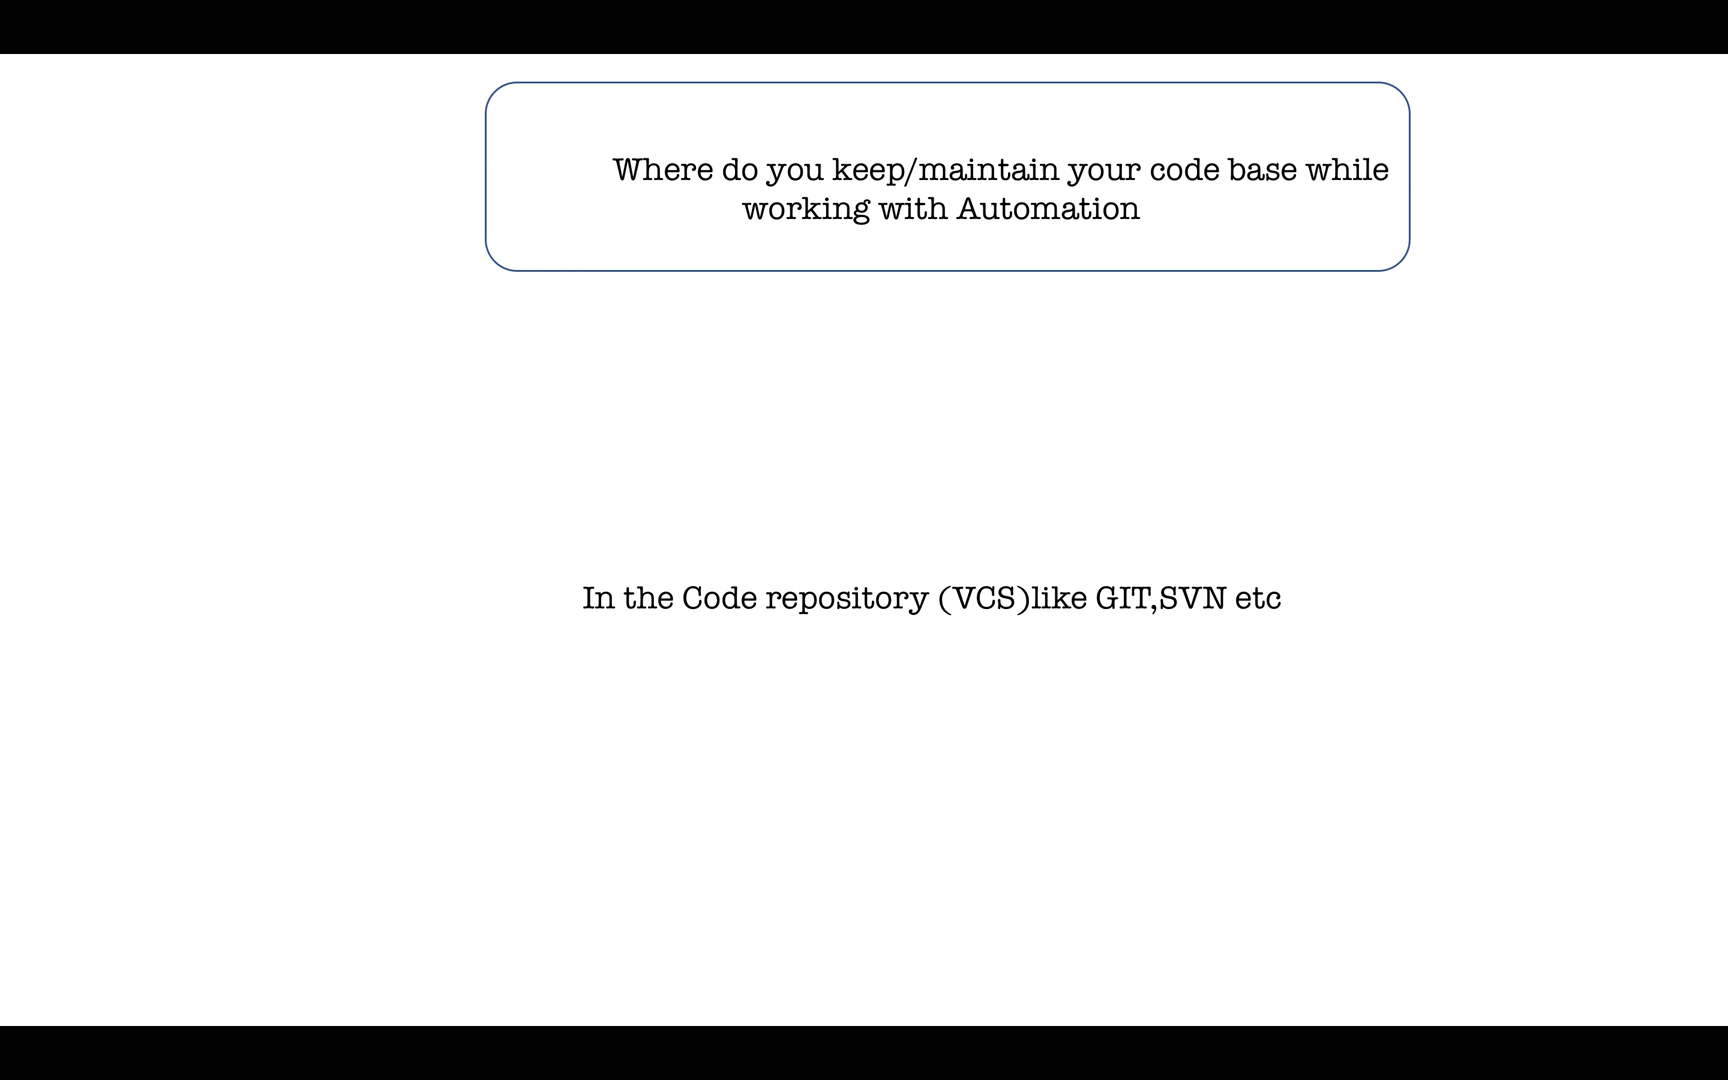 Where do you keep/maintain your code base while
working with Automation
In the Code repository (VCS)like GIT,SVN etc